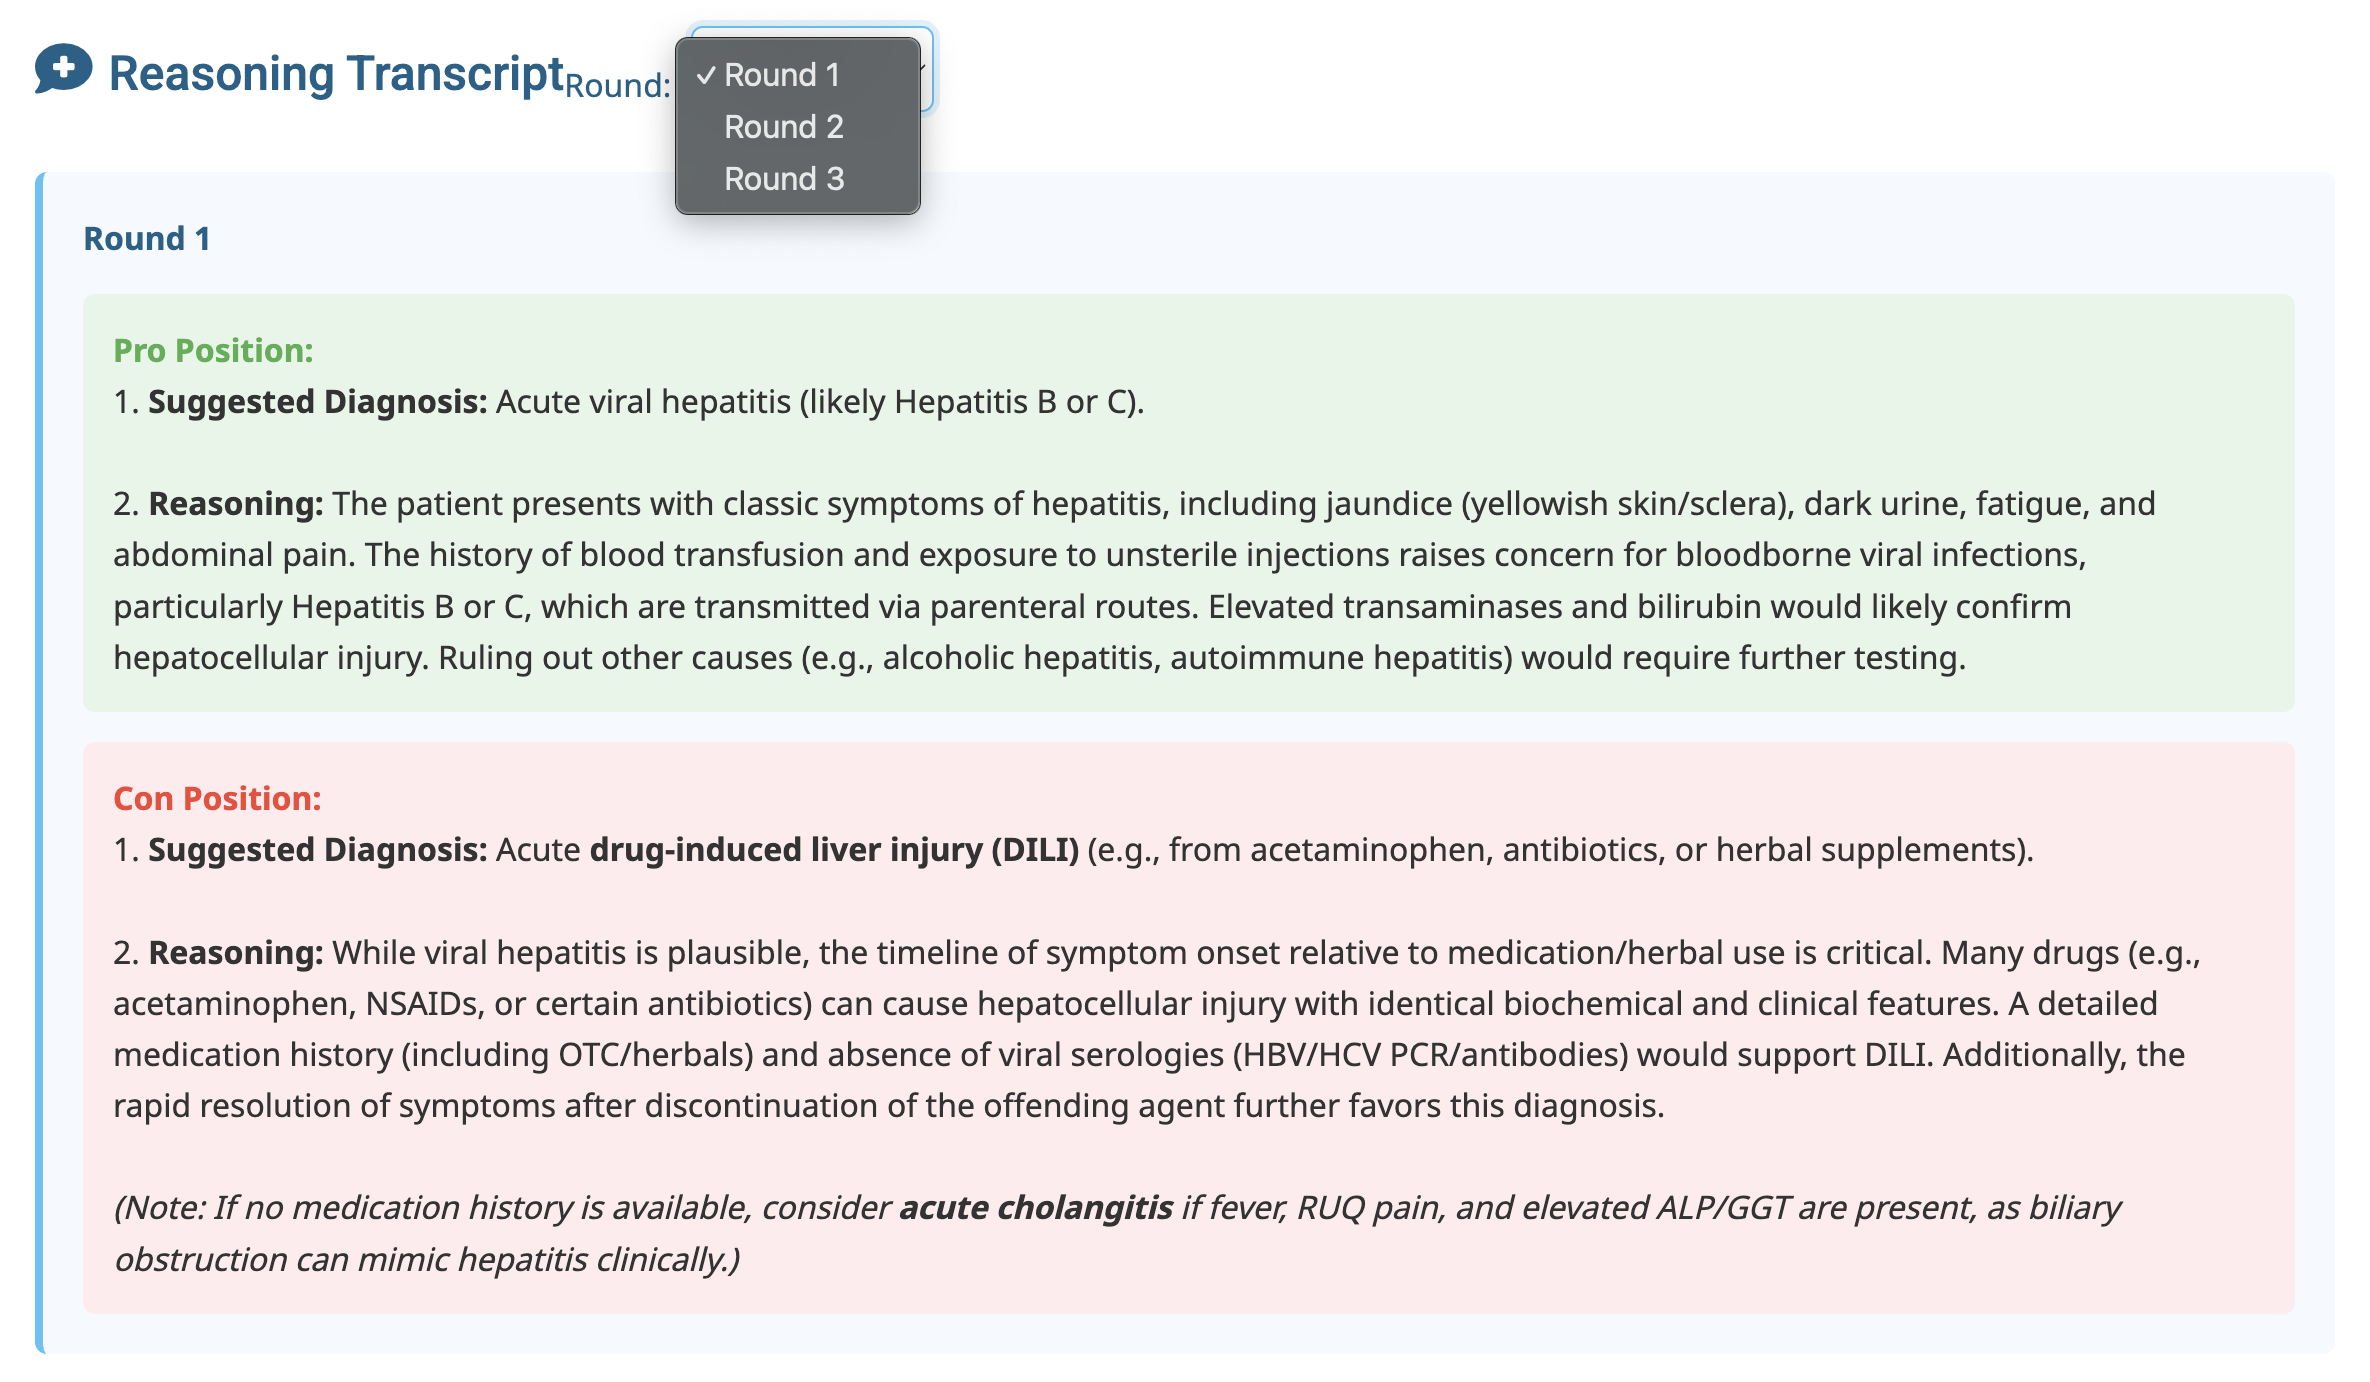 Reasoning Transcript Round:
✓ Round 1
Round 2
Round 3
Round 1
Pro Position:
1. Suggested Diagnosis: Acute viral hepatitis (likely Hepatitis B or C).
2. Reasoning: The patient presents with classic symptoms of hepatitis, including jaundice (yellowish skin/sclera), dark urine, fatigue, and
abdominal pain. The history of blood transfusion and exposure to unsterile injections raises concern for bloodborne viral infections,
particularly Hepatitis B or C, which are transmitted via parenteral routes. Elevated transaminases and bilirubin would likely confirm
hepatocellular injury. Ruling out other causes (e.g., alcoholic hepatitis, autoimmune hepatitis) would require further testing.
Con Position:
1. Suggested Diagnosis: Acute drug-induced liver injury (DILI) (e.g., from acetaminophen, antibiotics, or herbal supplements).
2. Reasoning: While viral hepatitis is plausible, the timeline of symptom onset relative to medication/herbal use is critical. Many drugs (e.g.,
acetaminophen, NSAIDs, or certain antibiotics) can cause hepatocellular injury with identical biochemical and clinical features. A detailed
medication history (including OTC/herbals) and absence of viral serologies (HBV/HCV PCR/antibodies) would support DILI. Additionally, the
rapid resolution of symptoms after discontinuation of the offending agent further favors this diagnosis.
(Note: If no medication history is available, consider acute cholangitis if fever, RUQ pain, and elevated ALP/GGT are present, as biliary
obstruction can mimic hepatitis clinically.)